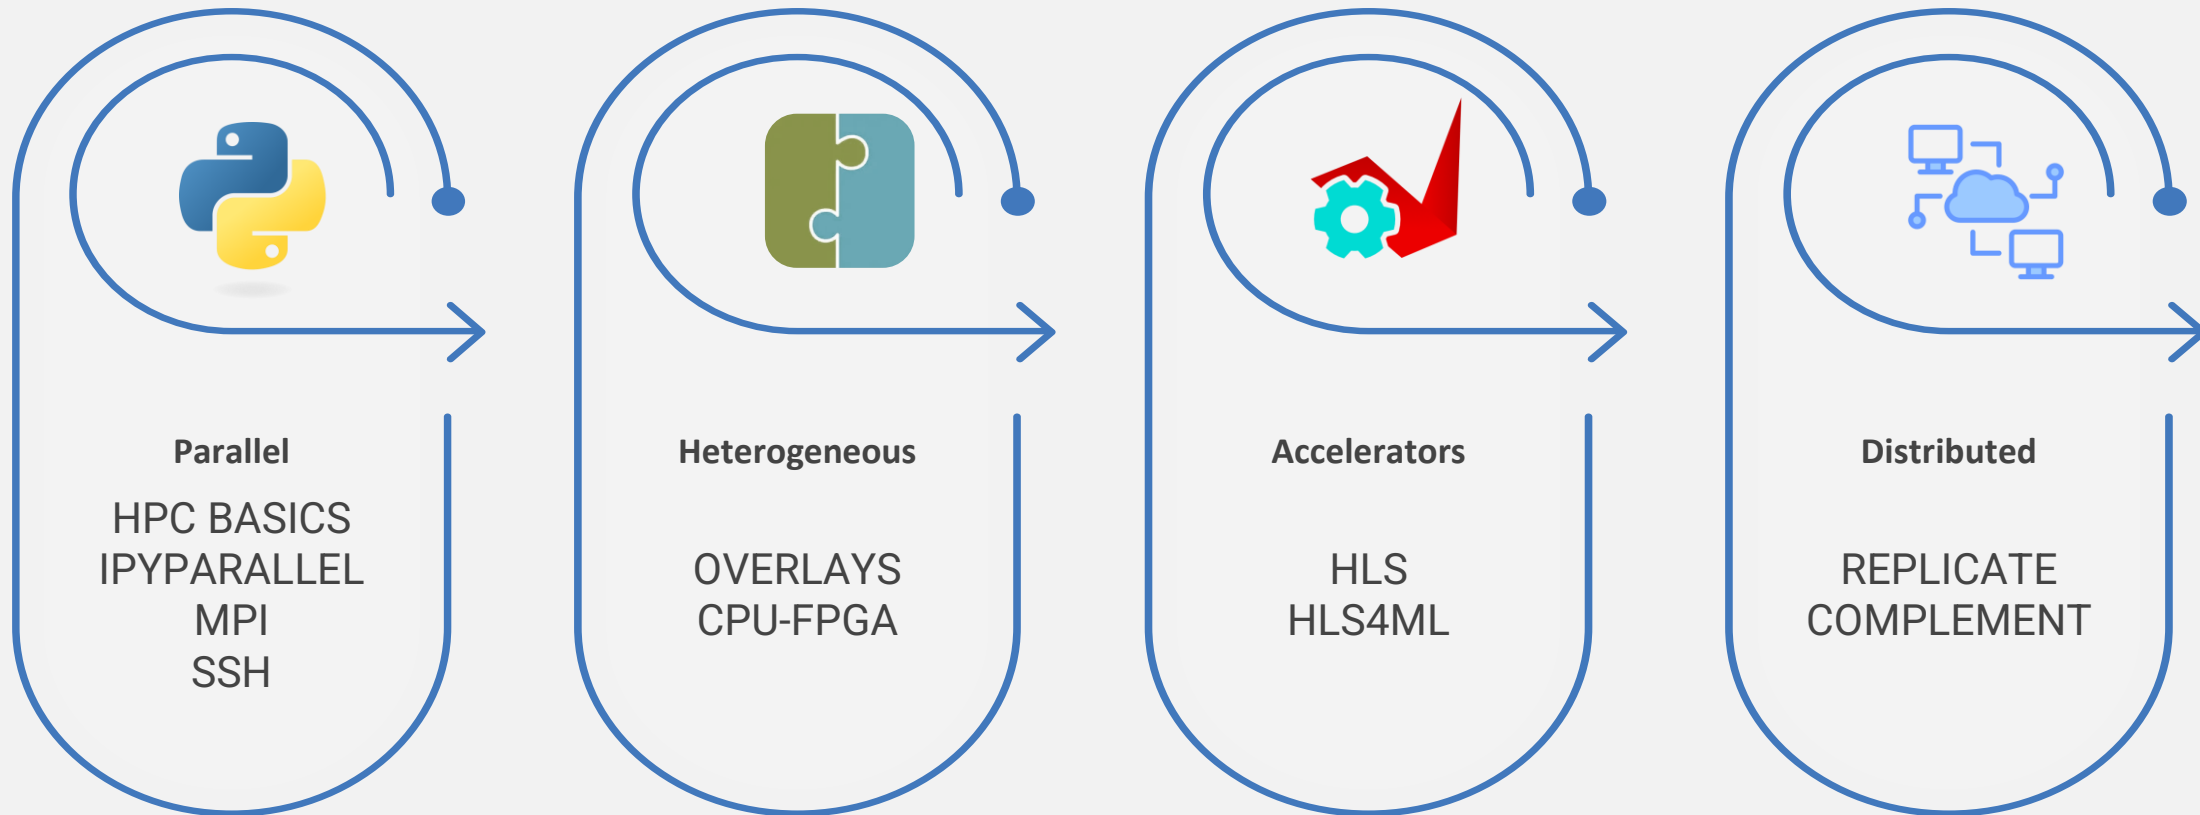 Parallel
HPC BASICS
IPYPARALLEL
MPI
SSH
Heterogeneous
OVERLAYS
CPU-FPGA
Accelerators
HLS
HLS4ML
Distributed
REPLICATE
COMPLEMENT